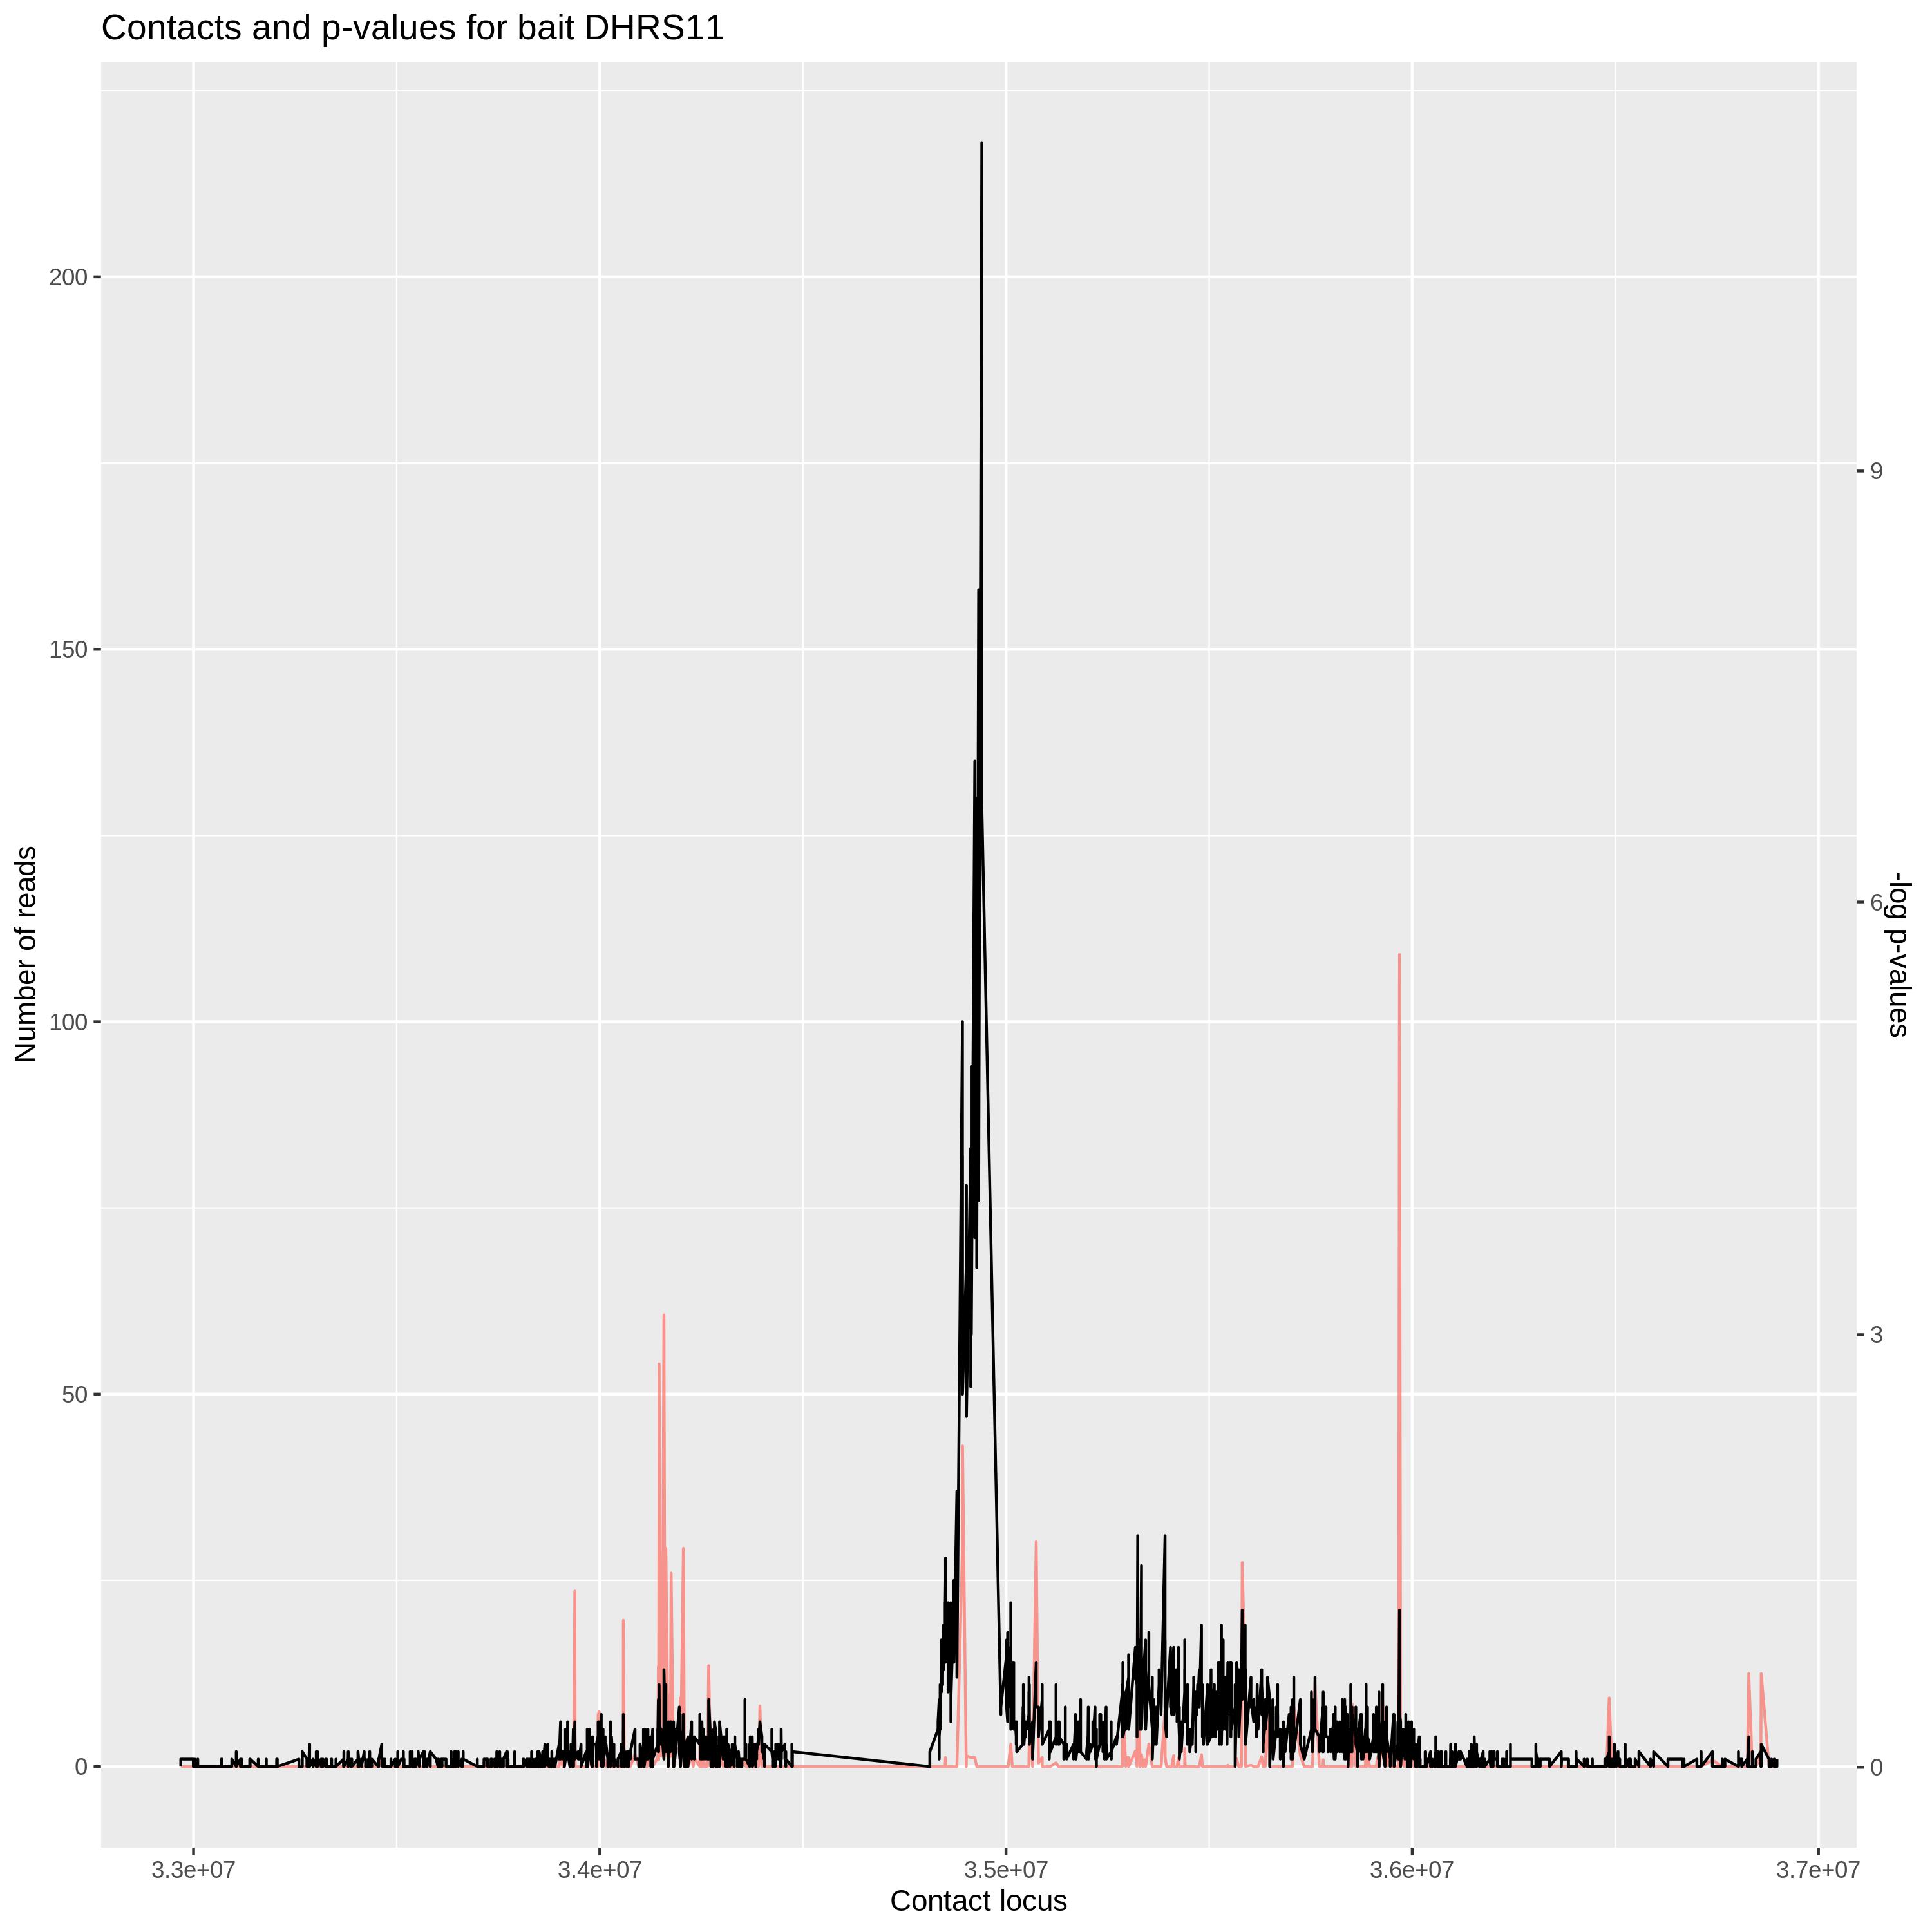 Contacts and p-values for bait DHRS11
200
150
100
50
0
Number of reads
9
6
3
0
-log p-values
3.3e+07
3.4e+07
3.5e+07
3.6e+07
3.7e+07
Contact locus